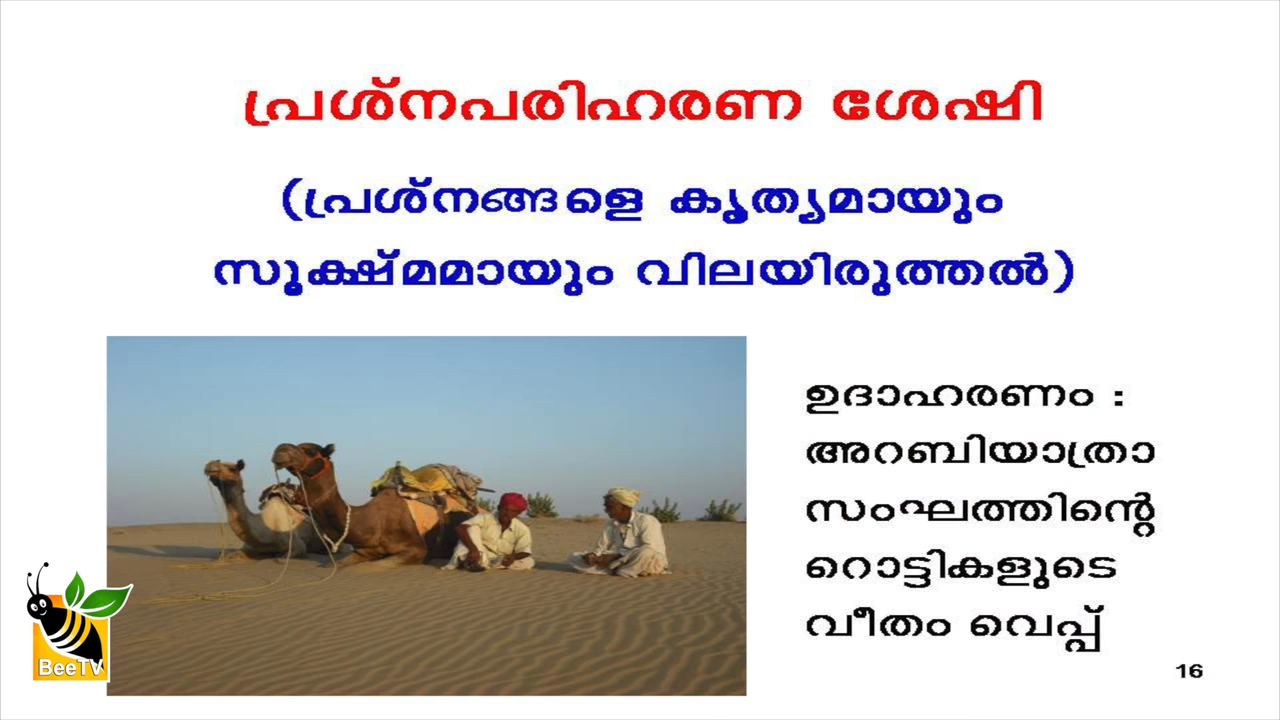 പ്രശ്നപരിഹരണ ശേഷി
(പ്രശ്നങ്ങളെ കൃത്യമായും
സൂക്ഷ്മമായും വിലയിരുത്തൽ)
ഉദാഹരണം :
അറബിയാത്രാ
സംഘത്തിന്റെ
റൊട്ടികളുടെ
വീതം വെപ്പ്
BeeTV
16